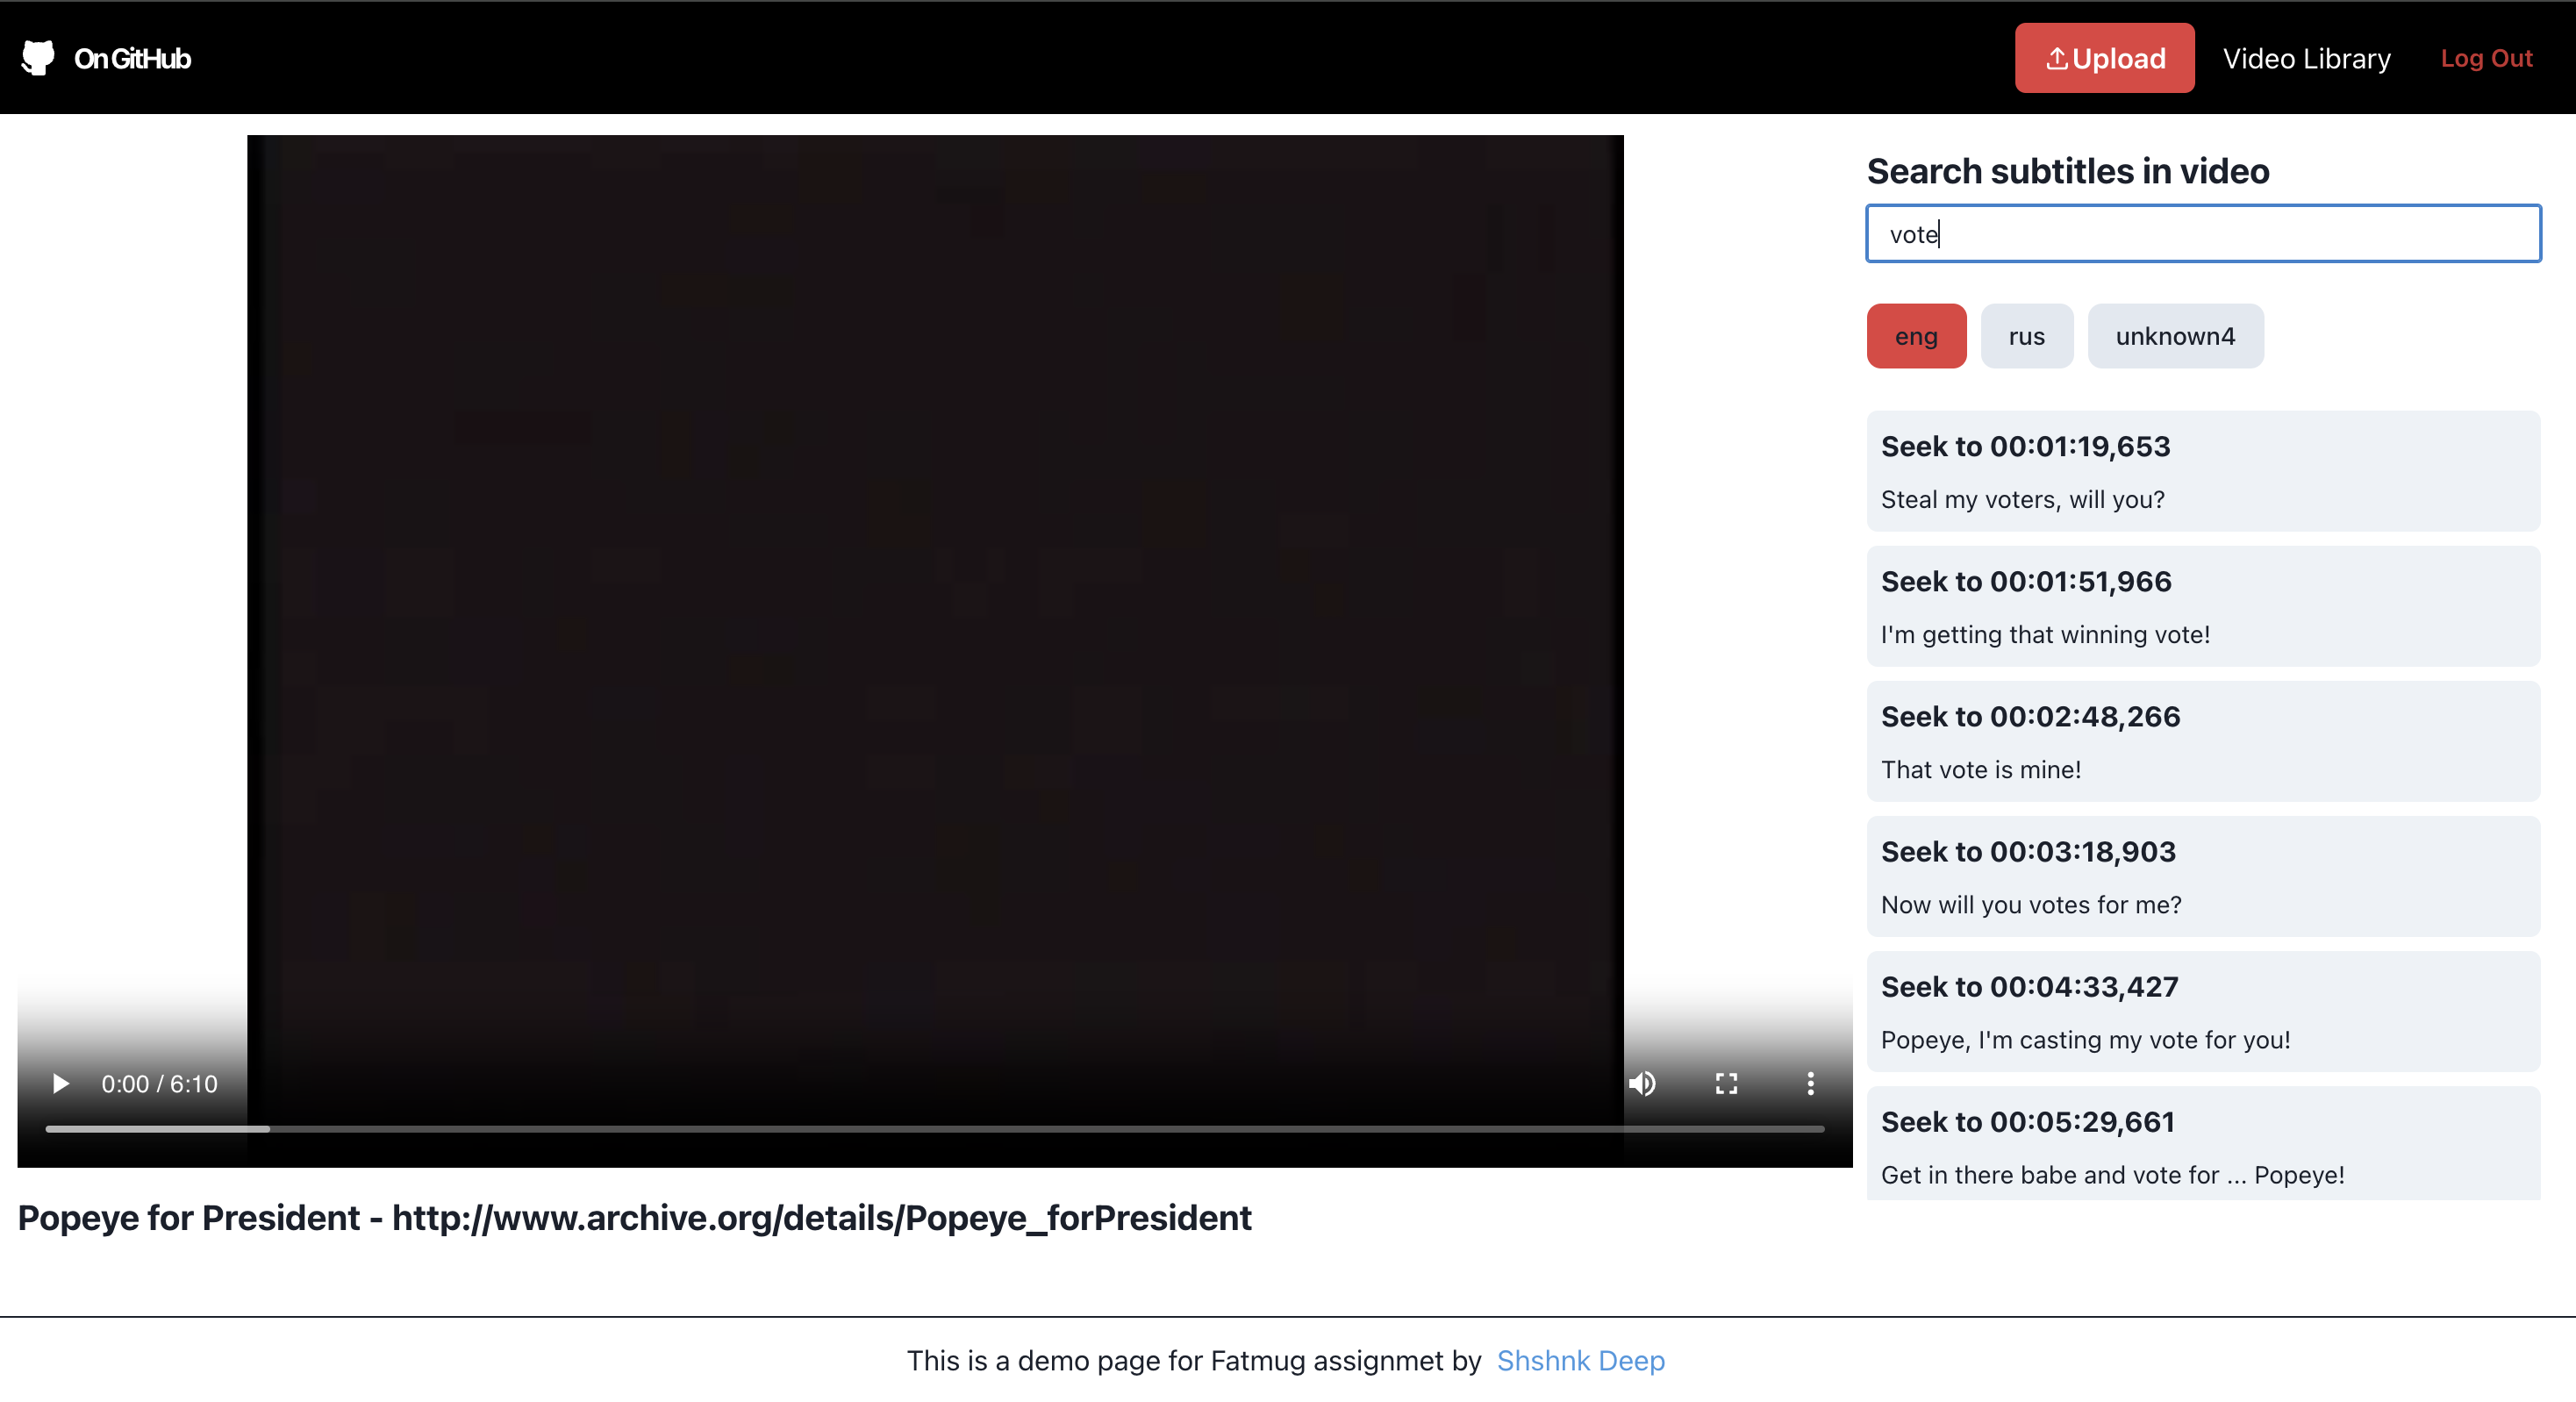 On GitHub
Upload
Video Library
Log Out
Search subtitles in video
vote
eng
rus
unknown4
Seek to 00:01:19,653
Steal my voters, will you?
Seek to 00:01:51,966
I'm getting that winning vote!
Seek to 00:02:48,266
That vote is mine!
Seek to 00:03:18,903
Now will you votes for me?
Seek to 00:04:33,427
Popeye, I'm casting my vote for you!
Seek to 00:05:29,661
Get in there babe and vote for ... Popeye!
0:00 / 6:10
Popeye for President - http://www.archive.org/details/Popeye_forPresident
This is a demo page for Fatmug assignmet by Shshnk Deep